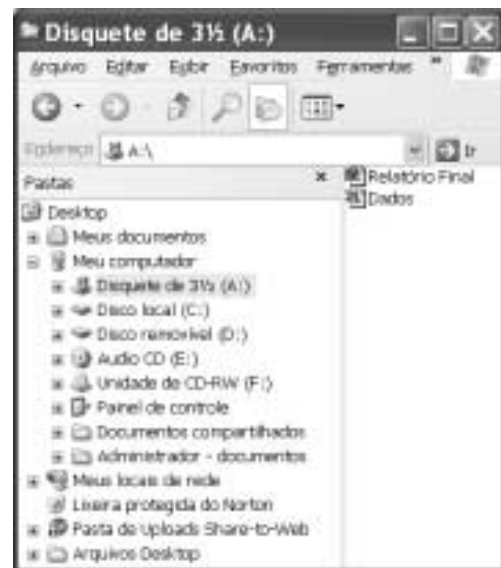 Disquete de 3½ (A:)
Arquivo Editar Exibir Favoritos Ferramentas »
Endereço A:\ Ir
Pastas ×
Desktop
Meus documentos
Meu computador
Disquete de 3½ (A:)
Disco local (C:)
Disco removível (D:)
Audio CD (E:)
Unidade de CD-RW (F:)
Painel de controle
Documentos compartilhados
Administrador - documentos
Meus locais de rede
Lixeira protegida do Norton
Pasta de Uploads Share-to-Web
Arquivos Desktop
Relatório Final
Dados